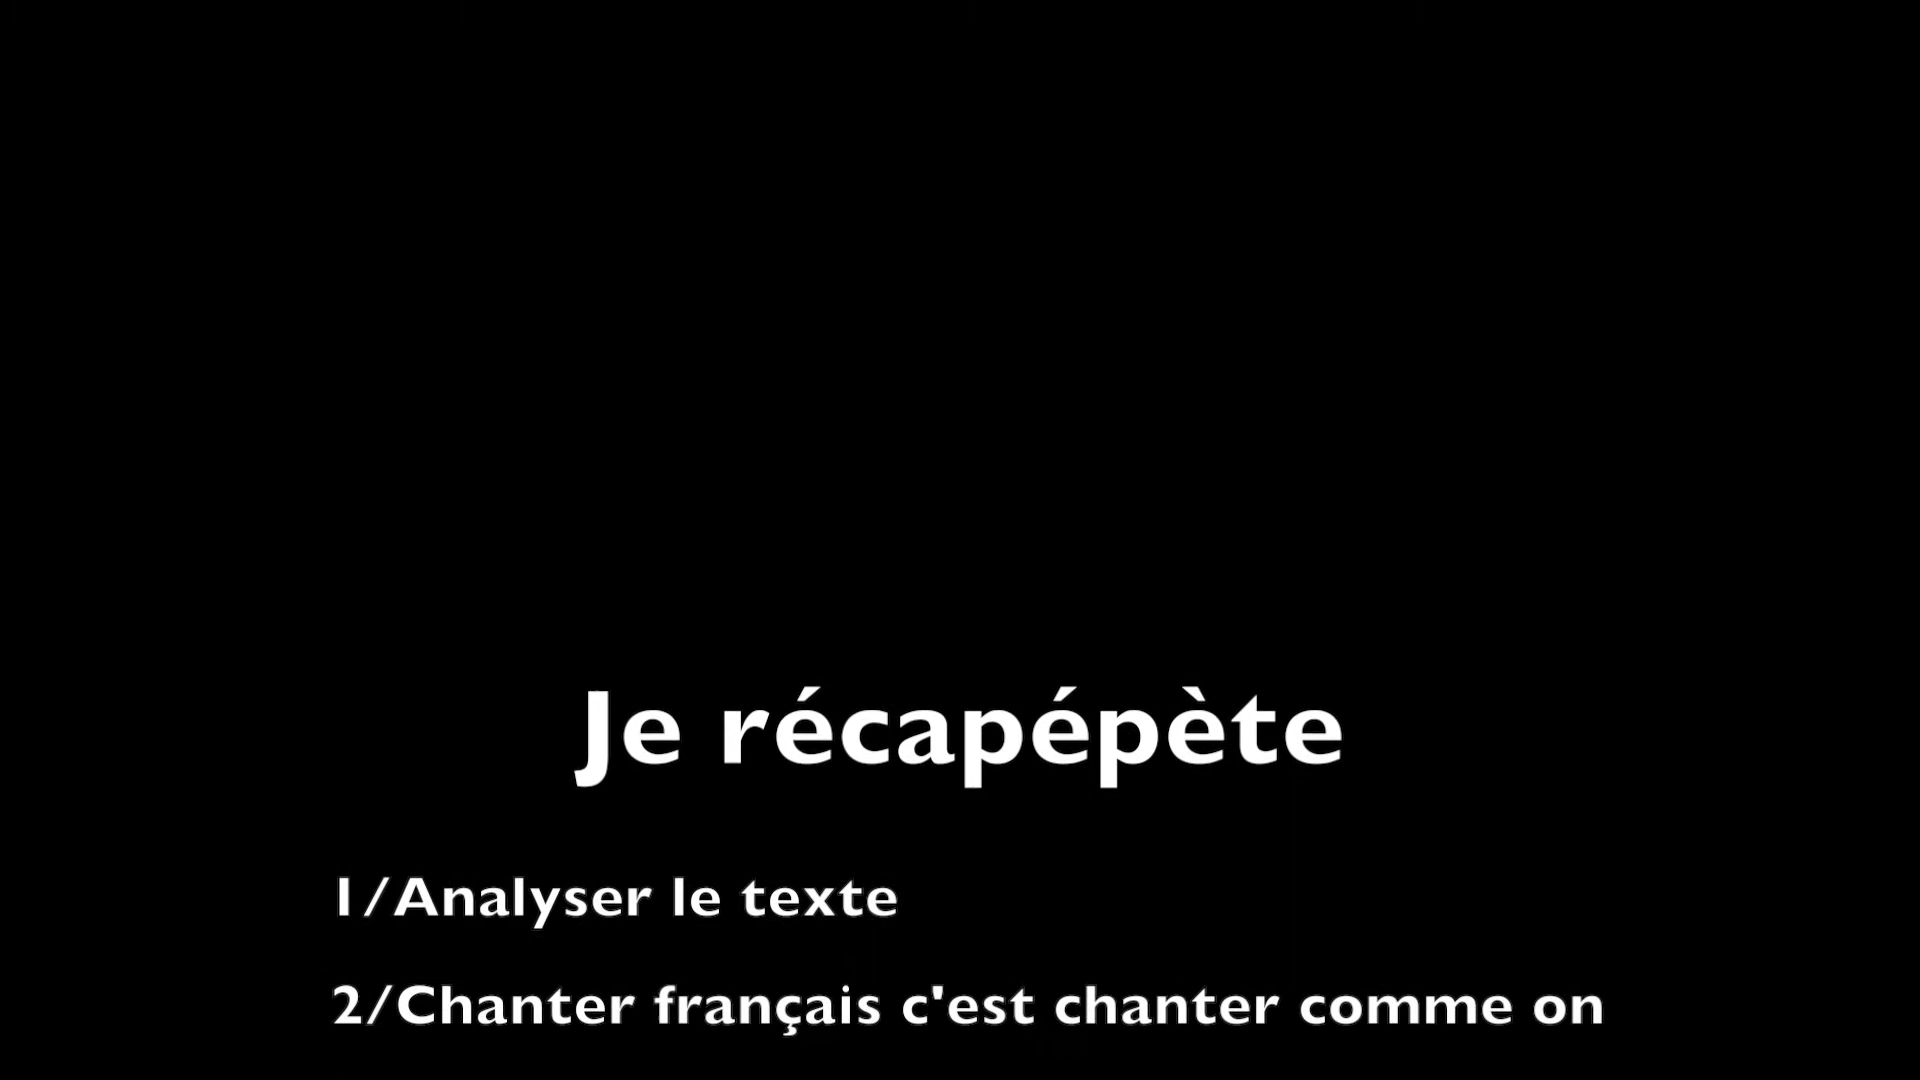 Je récapépète
1/Analyser le texte
2/Chanter français c'est chanter comme on